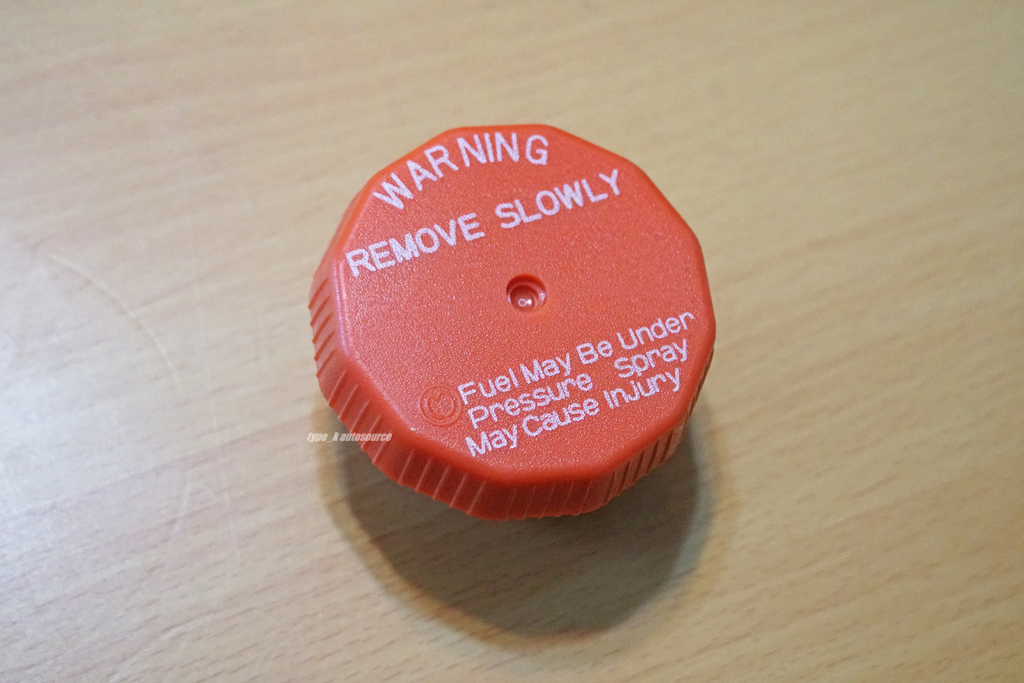 WARNING
REMOVE SLOWLY
Fuel May Be Under
Pressure Spray
May Cause Injury
type_k autosource